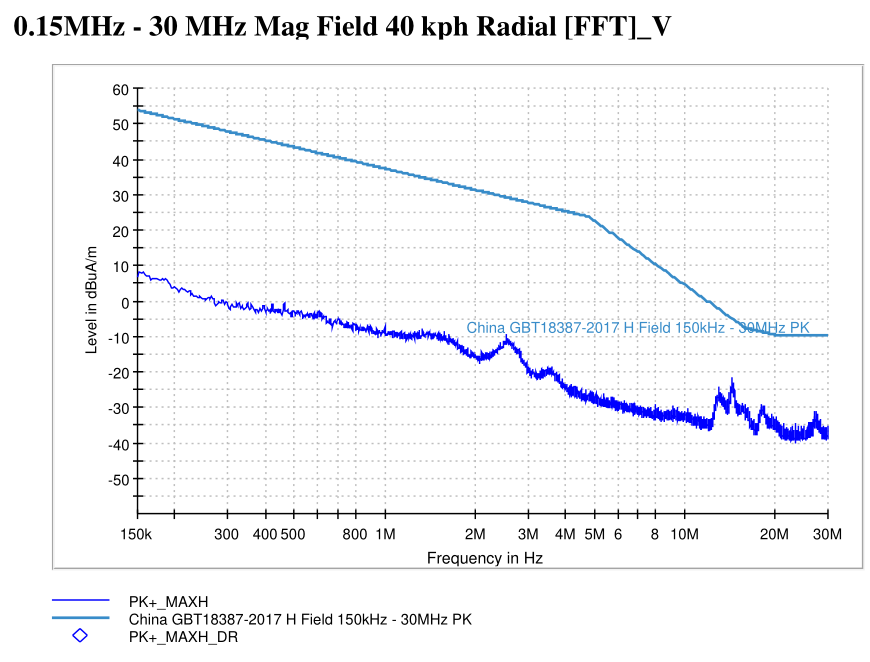 0.15MHz - 30 MHz Mag Field 40 kph Radial [FFT]_V
60
50
40
30
20
10
0
-10
-20
-30
-40
-50
Level in dBuA/m
China GBT18387-2017 H Field 150kHz - 30MHz PK
150k 300 400 500 800 1M 2M 3M 4M 5M 6 8 10M 20M 30M
Frequency in Hz
PK+_MAXH
China GBT18387-2017 H Field 150kHz - 30MHz PK
PK+_MAXH_DR